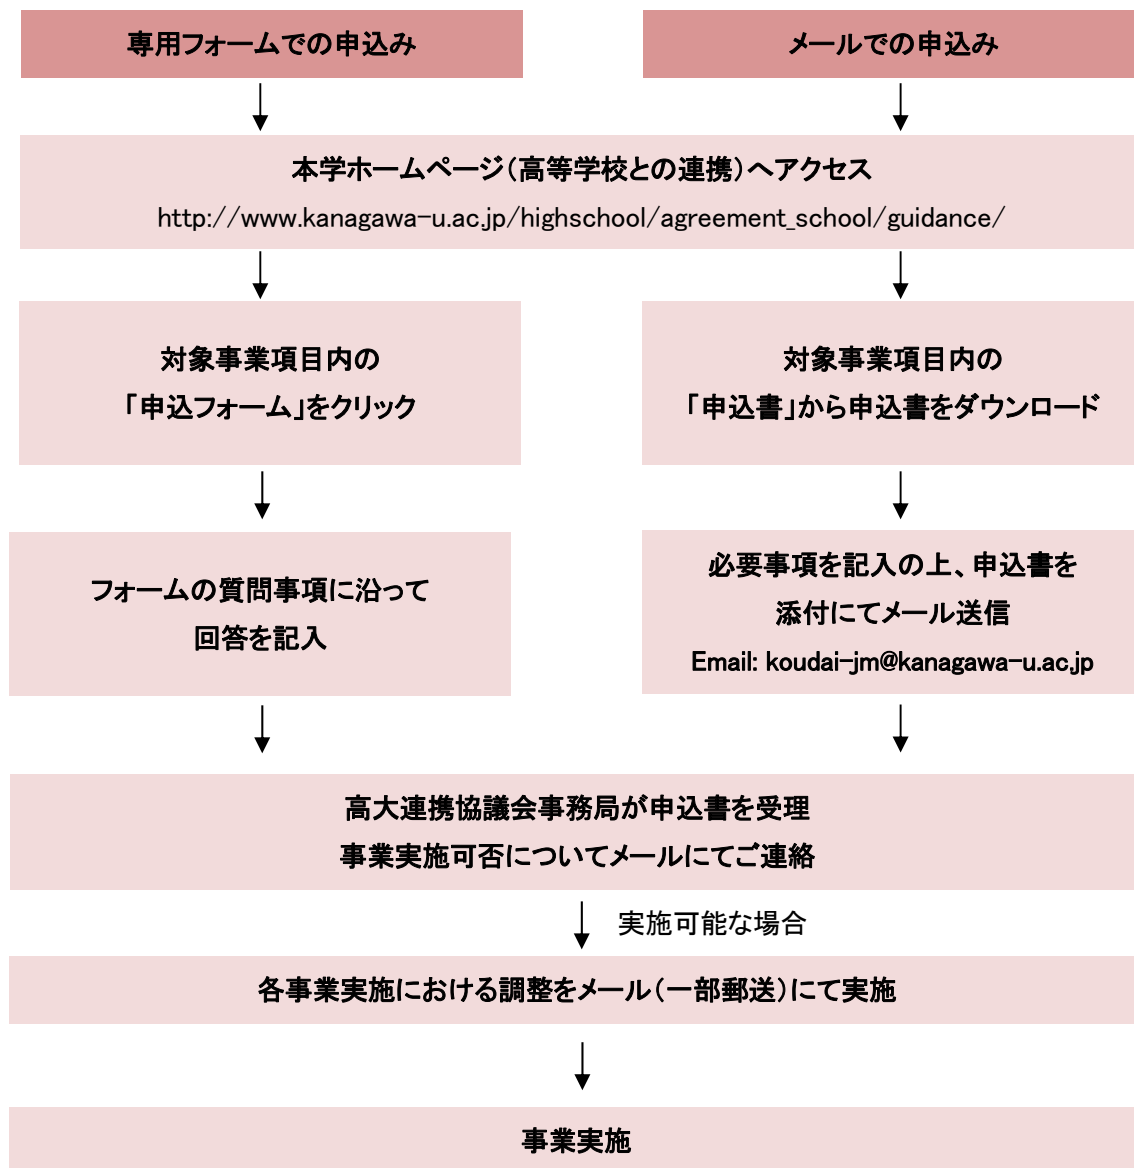 専用フォームでの申込み
メールでの申込み
本学ホームページ（高等学校との連携）へアクセス
http://www.kanagawa-u.ac.jp/highschool/agreement_school/guidance/
対象事業項目内の
「申込フォーム」をクリック
対象事業項目内の
「申込書」から申込書をダウンロード
フォームの質問事項に沿って
回答を記入
必要事項を記入の上、申込書を
添付にてメール送信
Email: koudai-jm@kanagawa-u.ac.jp
高大連携協議会事務局が申込書を受理
事業実施可否についてメールにてご連絡
実施可能な場合
各事業実施における調整をメール（一部郵送）にて実施
事業実施